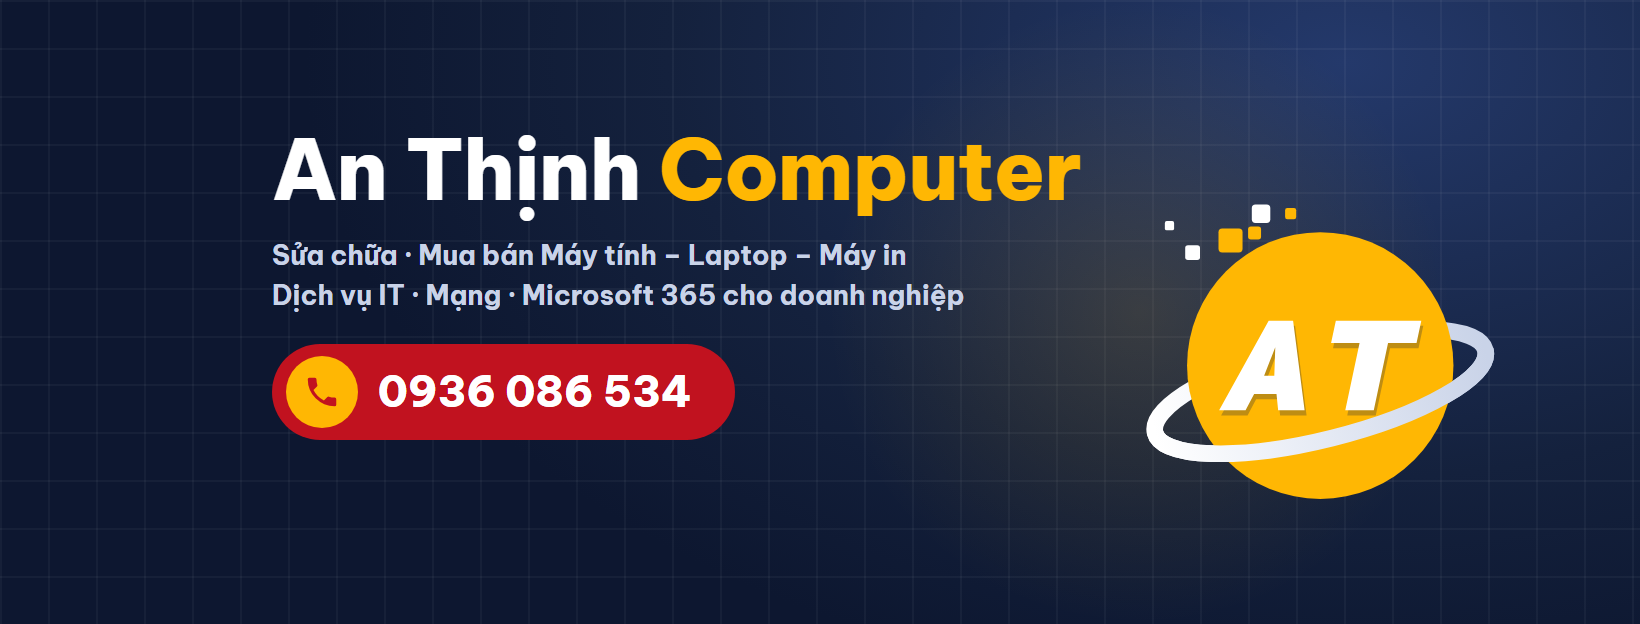 An Thịnh Computer
Sửa chữa · Mua bán Máy tính – Laptop – Máy in
Dịch vụ IT · Mạng · Microsoft 365 cho doanh nghiệp
0936 086 534
AT